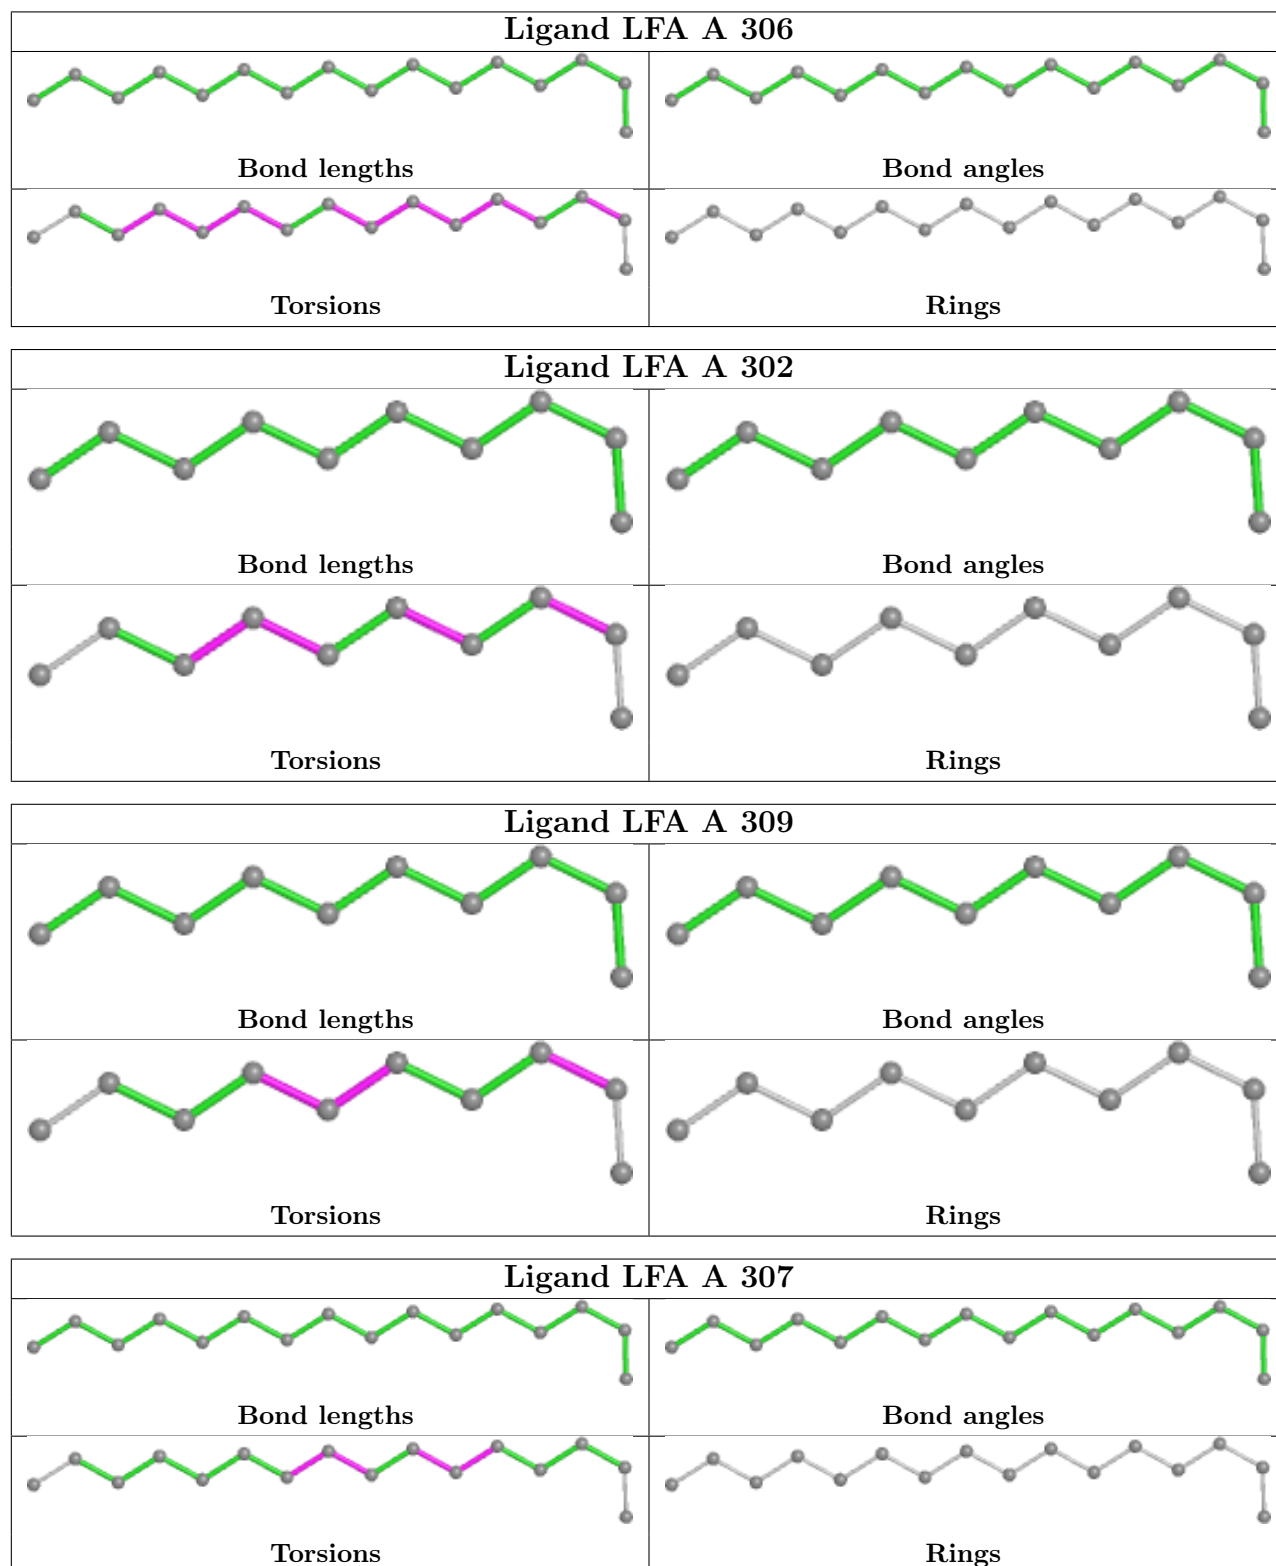 Ligand LFA A 306
Bond lengths
Bond angles
Torsions
Rings
Ligand LFA A 302
Bond lengths
Bond angles
Torsions
Rings
Ligand LFA A 309
Bond lengths
Bond angles
Torsions
Rings
Ligand LFA A 307
Bond lengths
Bond angles
Torsions
Rings